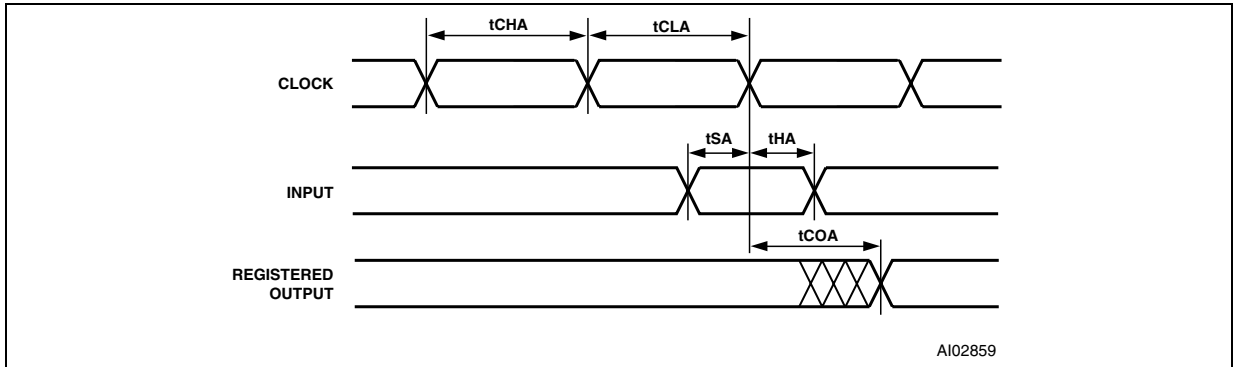 tCHA
tCLA
CLOCK
tSA
tHA
INPUT
tCOA
REGISTERED
OUTPUT
AI02859